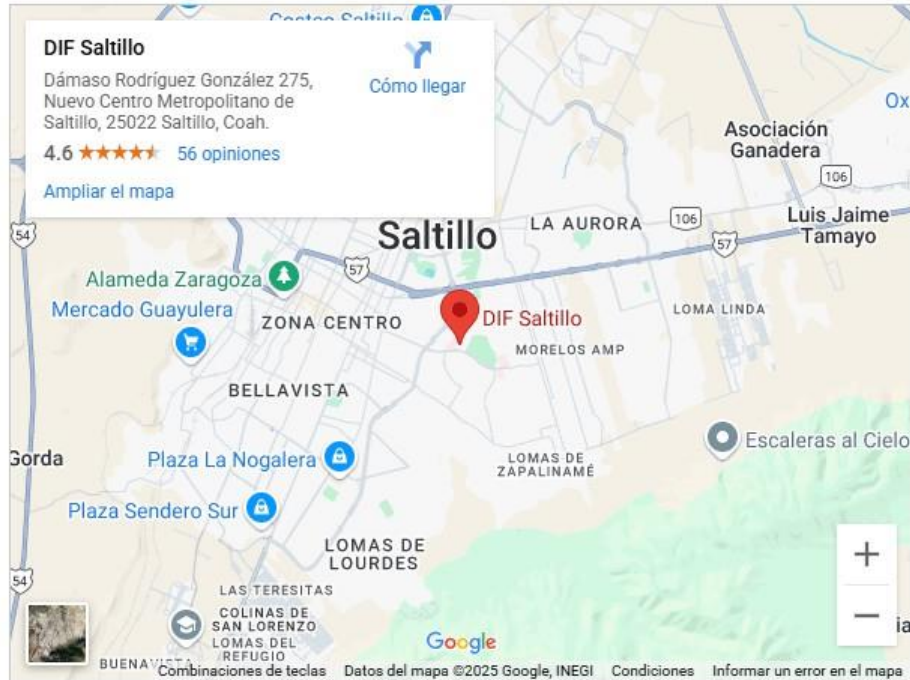 Costco Saltillo
DIF Saltillo
Dámaso Rodríguez González 275,
Nuevo Centro Metropolitano de
Saltillo, 25022 Saltillo, Coah.
4.6
56 opiniones
Ampliar el mapa
Cómo llegar
Ox
Asociación
Ganadera
106
54
Saltillo
LA AURORA
106
57
Luis Jaime
Tamayo
Alameda Zaragoza
57
Mercado Guayulera
ZONA CENTRO
DIF Saltillo
LOMA LINDA
MORELOS AMP
BELLAVISTA
Gorda
Plaza La Nogalera
LOMAS DE
ZAPALINAMÉ
Escaleras al Cielo
Plaza Sendero Sur
LOMAS DE
LOURDES
54
LAS TERESITAS
COLINAS DE
SAN LORENZO
LOMAS DEL
REFUGIO
BUENAVISTA
+
−
ia
Google
Combinaciones de teclas
Datos del mapa ©2025 Google, INEGI
Condiciones
Informar un error en el mapa